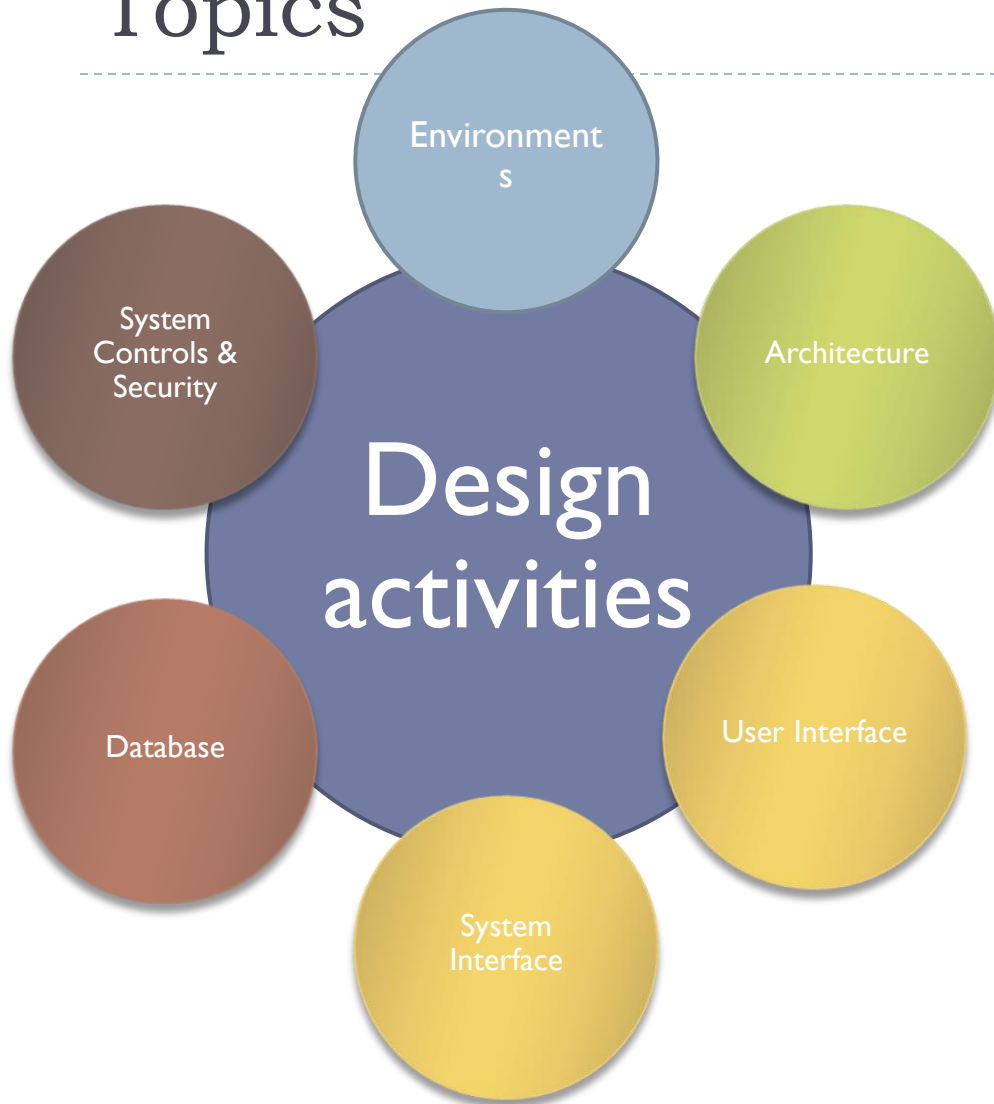 Topics
Environment
s
System
Controls &
Security
Architecture
Design
activities
Database
User Interface
System
Interface